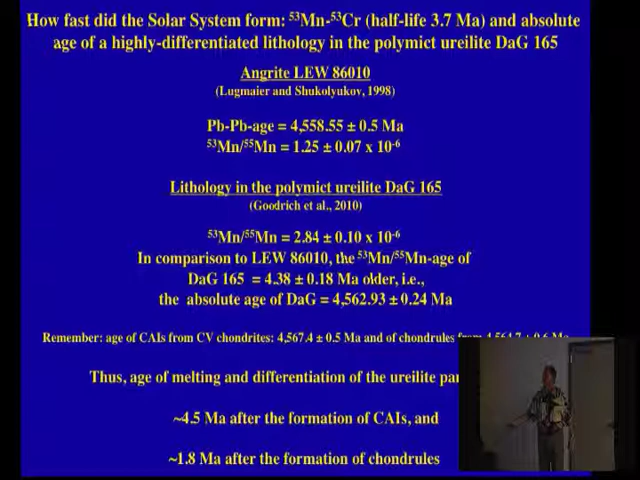 How fast did the Solar System form: ⁵³Mn-⁵³Cr (half-life 3.7 Ma) and absolute
age of a highly-differentiated lithology in the polymict ureilite DaG 165
Angrite LEW 86010
(Lugmaier and Shukolyukov, 1998)
Pb-Pb-age = 4,558.55 ± 0.5 Ma
⁵³Mn/⁵⁵Mn = 1.25 ± 0.07 x 10⁻⁶
Lithology in the polymict ureilite DaG 165
(Goodrich et al., 2010)
⁵³Mn/⁵⁵Mn = 2.84 ± 0.10 x 10⁻⁶
In comparison to LEW 86010, the ⁵³Mn/⁵⁵Mn-age of
DaG 165 = 4.38 ± 0.18 Ma older, i.e.,
the absolute age of DaG = 4,562.93 ± 0.24 Ma
Remember: age of CAIs from CV chondrites: 4,567.4 ± 0.5 Ma and of chondrules
Thus, age of melting and differentiation of the ureilite
~4.5 Ma after the formation of CAIs, and
~1.8 Ma after the formation of chondrules